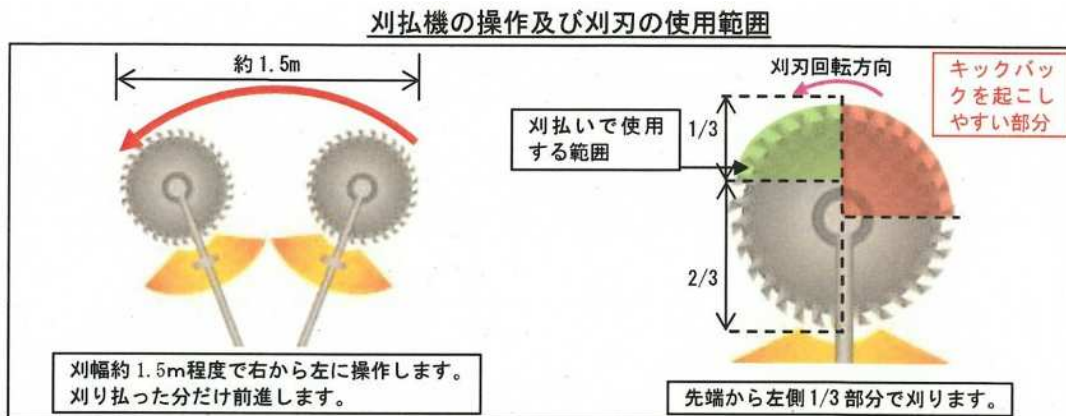 刈払機の操作及び刈刃の使用範囲
約1.5m
刈幅約1.5m程度で右から左に操作します。
刈り払った分だけ前進します。
刈刃回転方向
キックバッ
クを起こし
やすい部分
刈払いで使用
する範囲
1/3
2/3
先端から左側1/3部分で刈ります。